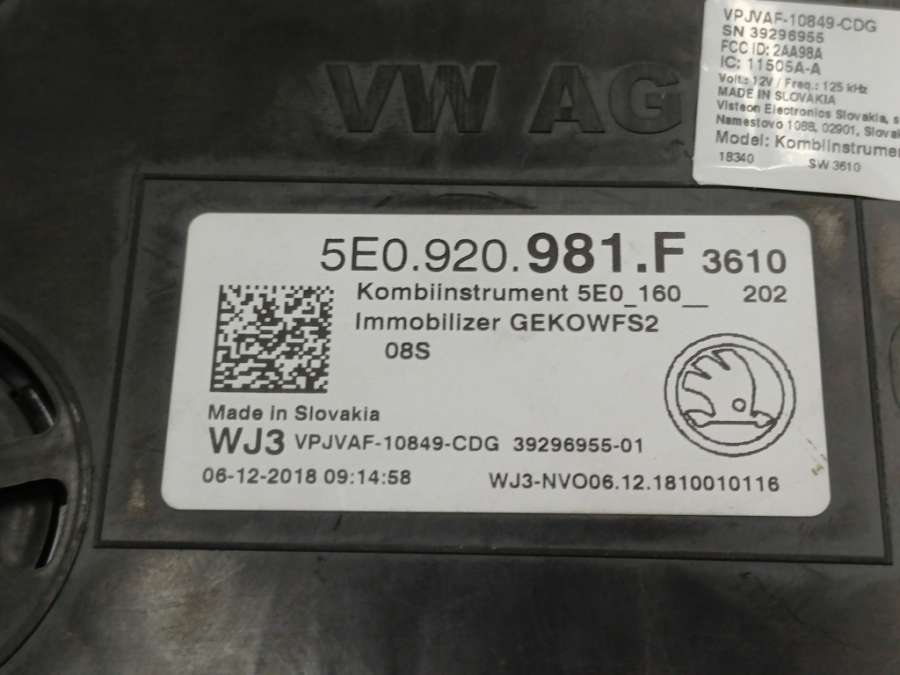 VW AG
VPJVAF-10849-CDG
SN 39296955
FCC ID: 2AA98A
IC: 11505A-A
Volt.: 12V / Freq.: 125 kHz
MADE IN SLOVAKIA
Visteon Electronics Slovakia, s
Namestovo 1088, 02901, Slovak
Model: Kombiinstrumen
18340 SW 3610
5E0.920.981.F 3610
Kombiinstrument 5E0_160__ 202
Immobilizer GEKOWFS2
08S
Made in Slovakia
WJ3 VPJVAF-10849-CDG 39296955-01
06-12-2018 09:14:58 WJ3-NVO06.12.1810010116